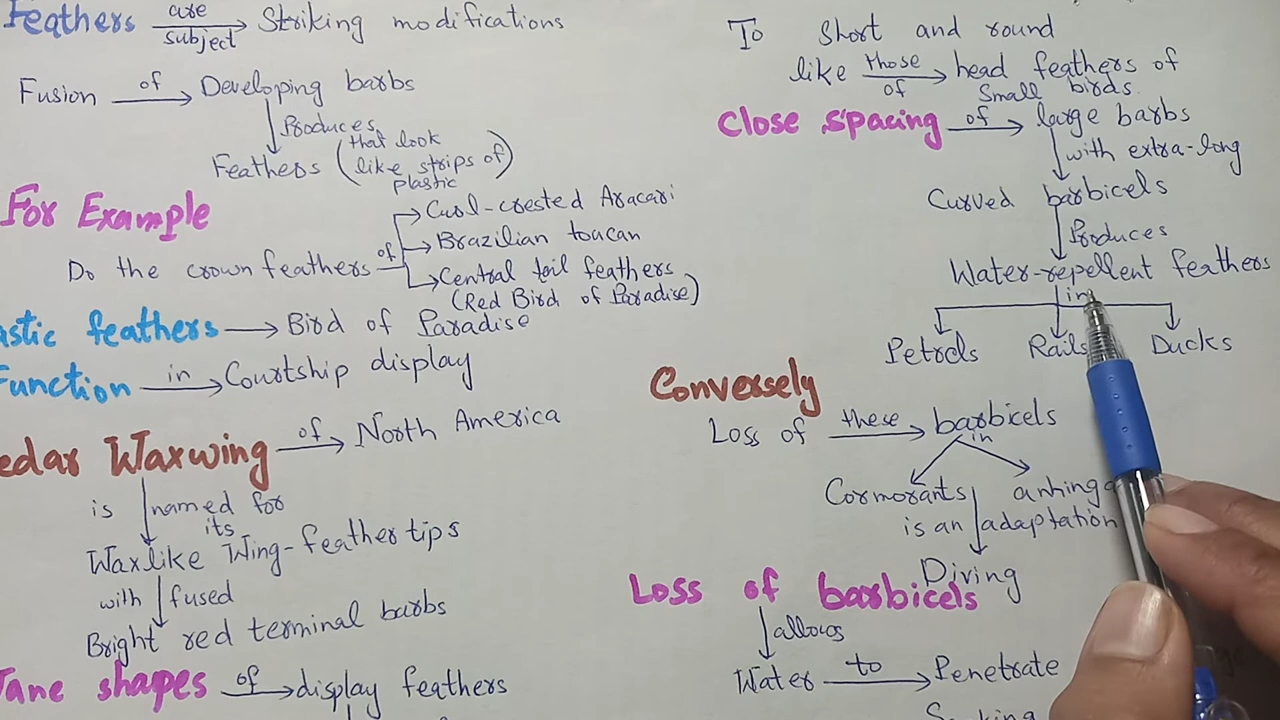 Feathers are subject → Striking modifications
Fusion of → Developing barbs
Produces
Feathers (that look like strips of plastic)
For Example
Do the crown feathers of → Curl-crested Aracari
→ Brazilian toucan
→ Central tail feathers
(Red Bird of Paradise)
astic feathers → Bird of Paradise
Function in → Courtship display
edar Waxwing of → North America
is named for its
Waxlike Wing-feather tips
with fused
Bright red terminal barbs
Vane shapes of → display feathers
To Short and round
like those of → head feathers of
Small birds.
Close spacing of → large barbs
with extra-long
Curved barbicels
Produces
Water-repellent feathers
in
Petrels Rails Ducks
Conversely
Loss of these → barbicels
in
Cormorants anhinga
is an adaptation
Diving
Loss of barbicels
allows
Water to → Penetrate